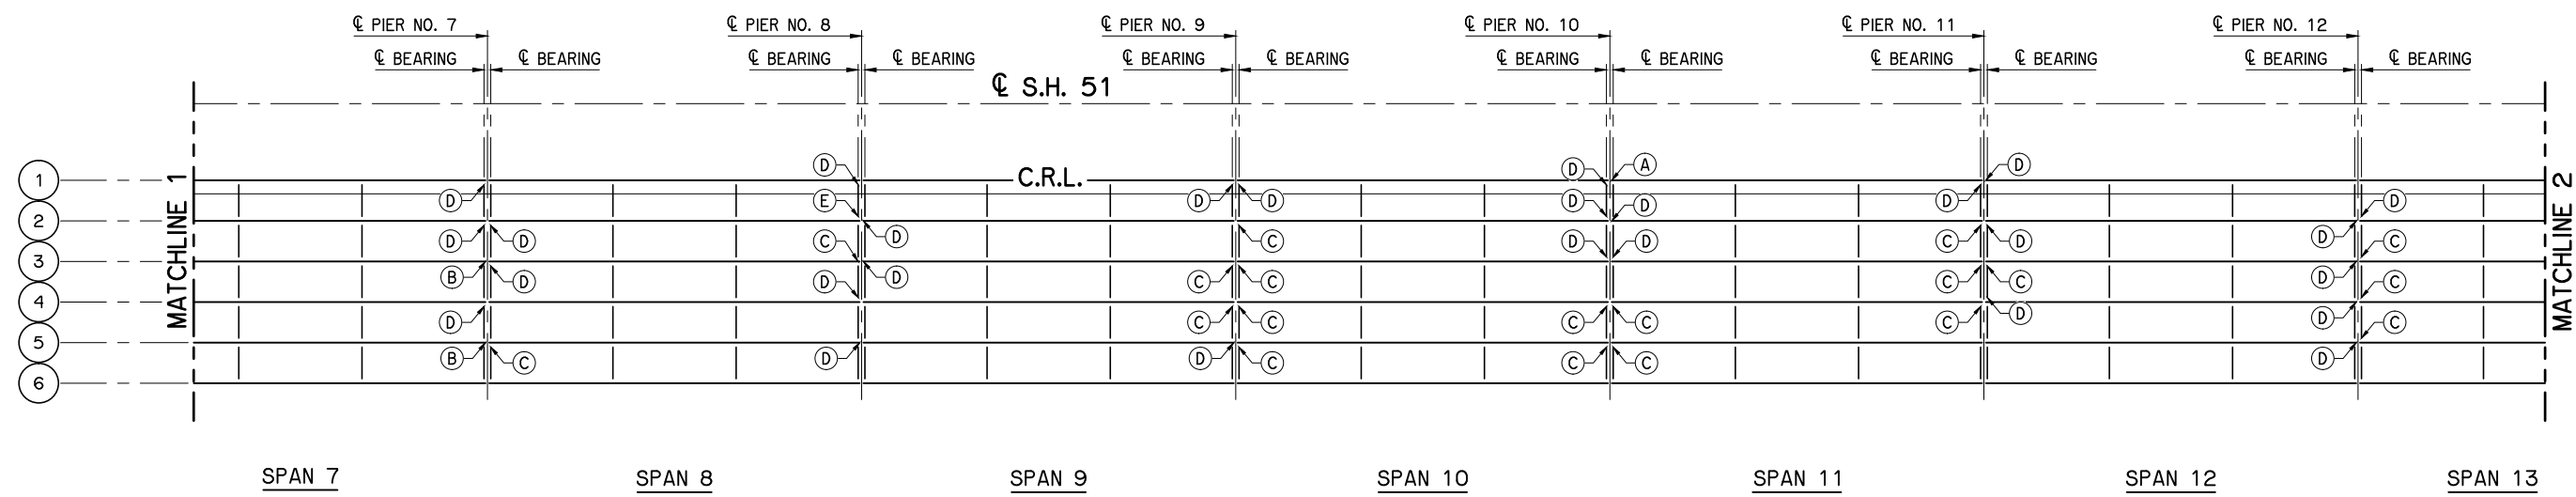 ℄ PIER NO. 7 ℄ PIER NO. 8 ℄ PIER NO. 9 ℄ PIER NO. 10 ℄ PIER NO. 11 ℄ PIER NO. 12
℄ BEARING ℄ BEARING ℄ BEARING ℄ BEARING ℄ BEARING ℄ BEARING ℄ BEARING ℄ BEARING ℄ BEARING ℄ BEARING ℄ BEARING ℄ BEARING
℄ S.H. 51
D D A D
1 MATCHLINE 1 C.R.L. MATCHLINE 2
D E D D D D D D
2
D D D C D D C D D C
3
B D C D C C C C D C
4
D D C C C C C D D C
5
B C D D C C C D
6
SPAN 7 SPAN 8 SPAN 9 SPAN 10 SPAN 11 SPAN 12 SPAN 13